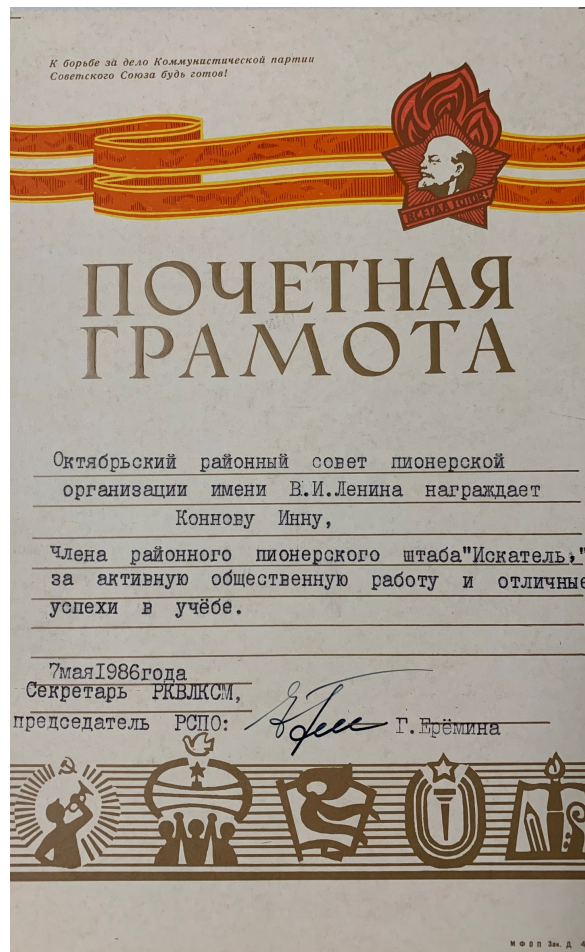 К борьбе за дело Коммунистической партии
Советского Союза будь готов!
ВСЕГДА ГОТОВ!
ПОЧЕТНАЯ
ГРАМОТА
Октябрьский районный совет пионерской
организации имени В.И.Ленина награждает
Коннову Инну,
Члена районного пионерского штаба"Искатель,"
за активную общественную работу и отличные
успехи в учёбе.
7мая1986года
Секретарь РКВЛКСМ,
председатель РСПО: Г.Ерёмина
МФОП Зак. Д